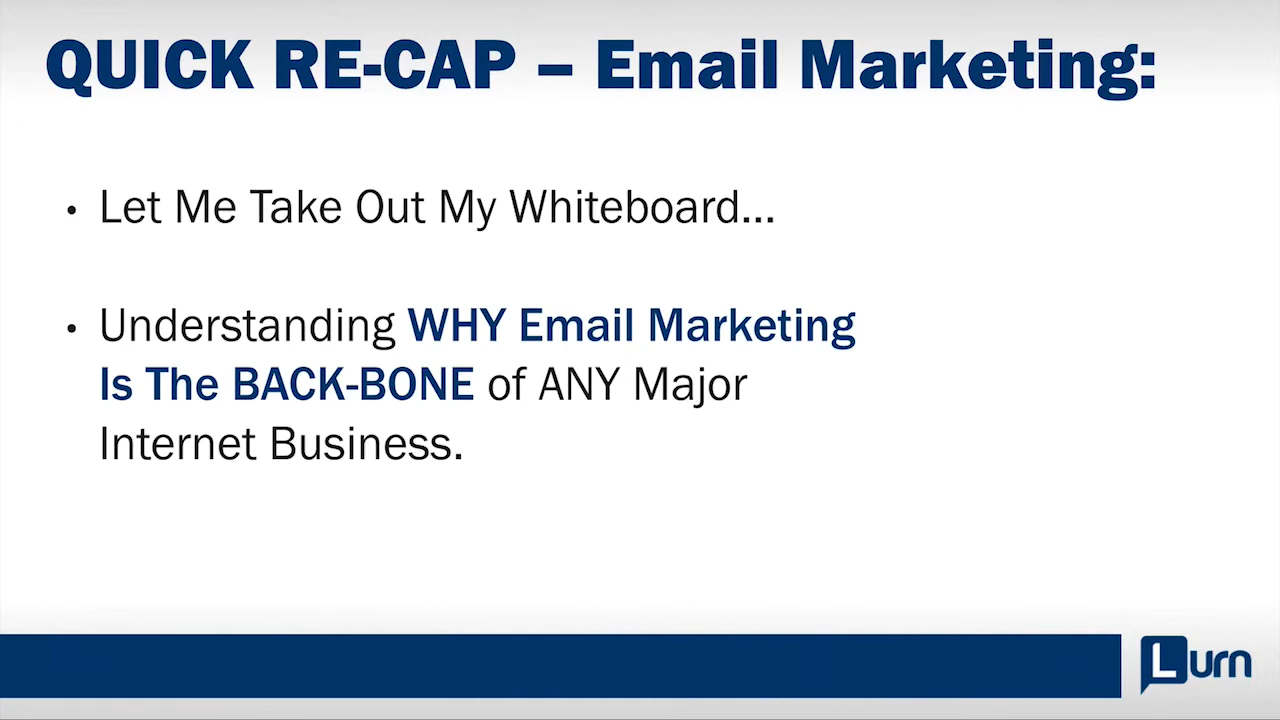 QUICK RE-CAP – Email Marketing:
• Let Me Take Out My Whiteboard...
• Understanding WHY Email Marketing
Is The BACK-BONE of ANY Major
Internet Business.
Lurn